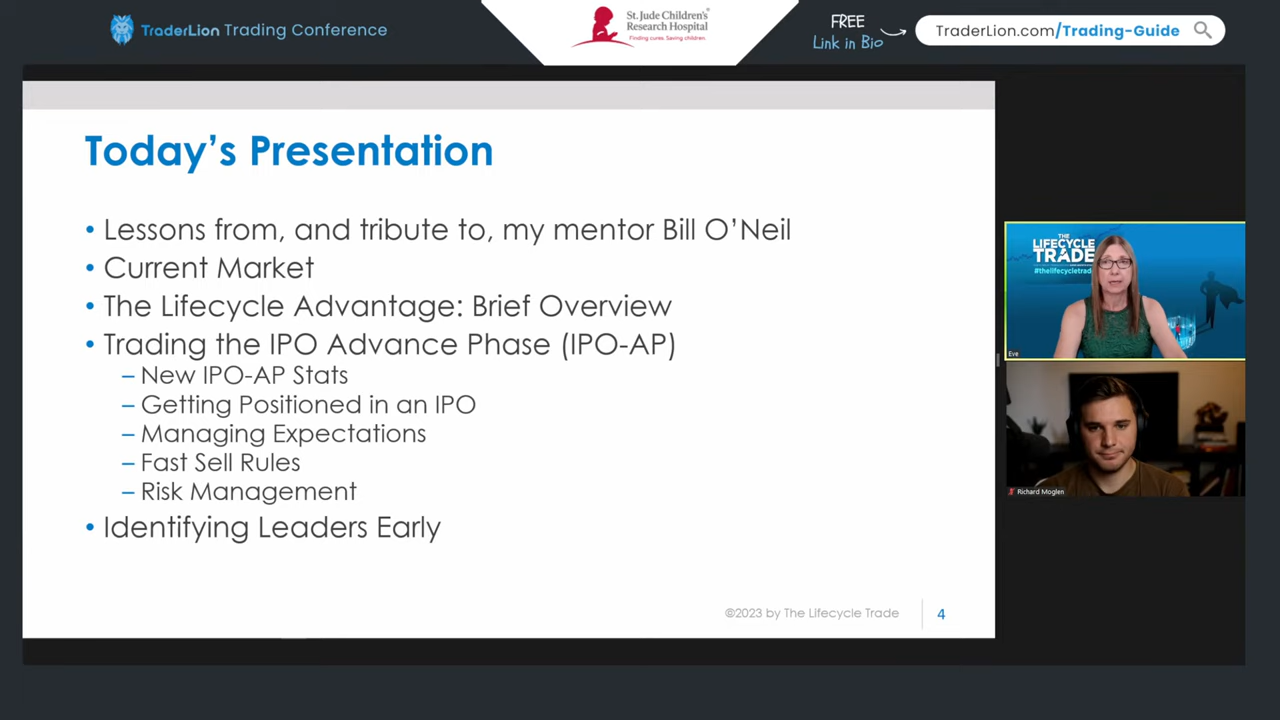 TraderLion Trading Conference
St. Jude Children's
Research Hospital
Finding cures. Saving children.
FREE
Link in Bio
TraderLion.com/Trading-Guide
Today's Presentation
• Lessons from, and tribute to, my mentor Bill O'Neil
• Current Market
• The Lifecycle Advantage: Brief Overview
• Trading the IPO Advance Phase (IPO-AP)
– New IPO-AP Stats
– Getting Positioned in an IPO
– Managing Expectations
– Fast Sell Rules
– Risk Management
• Identifying Leaders Early
©2023 by The Lifecycle Trade
4
THE
LIFECYCLE
TRADE
#thelifecycletrad
Eve
Richard Moglen